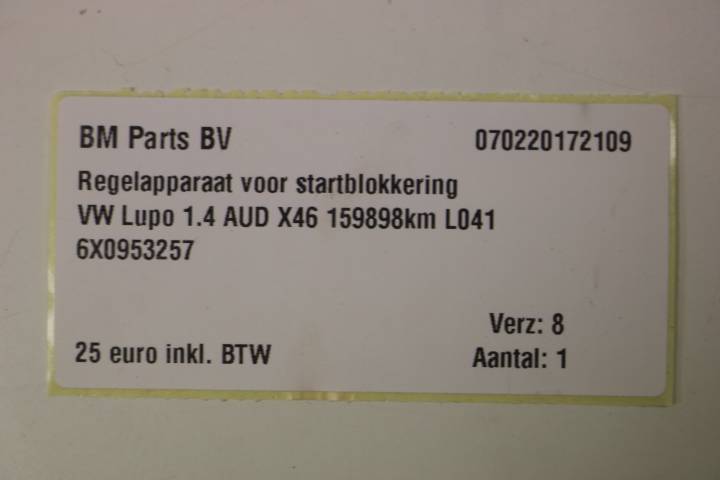 BM Parts BV 070220172109
Regelapparaat voor startblokkering
VW Lupo 1.4 AUD X46 159898km L041
6X0953257
Verz: 8
25 euro inkl. BTW Aantal: 1